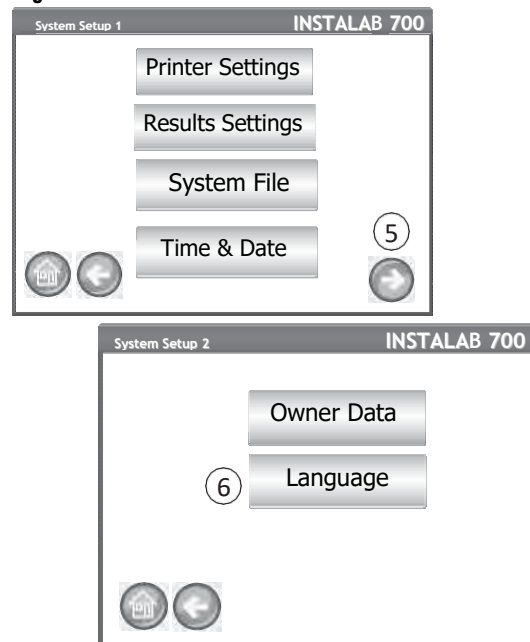 System Setup 1 INSTALAB 700
Printer Settings
Results Settings
System File
5
Time & Date
System Setup 2 INSTALAB 700
Owner Data
6 Language